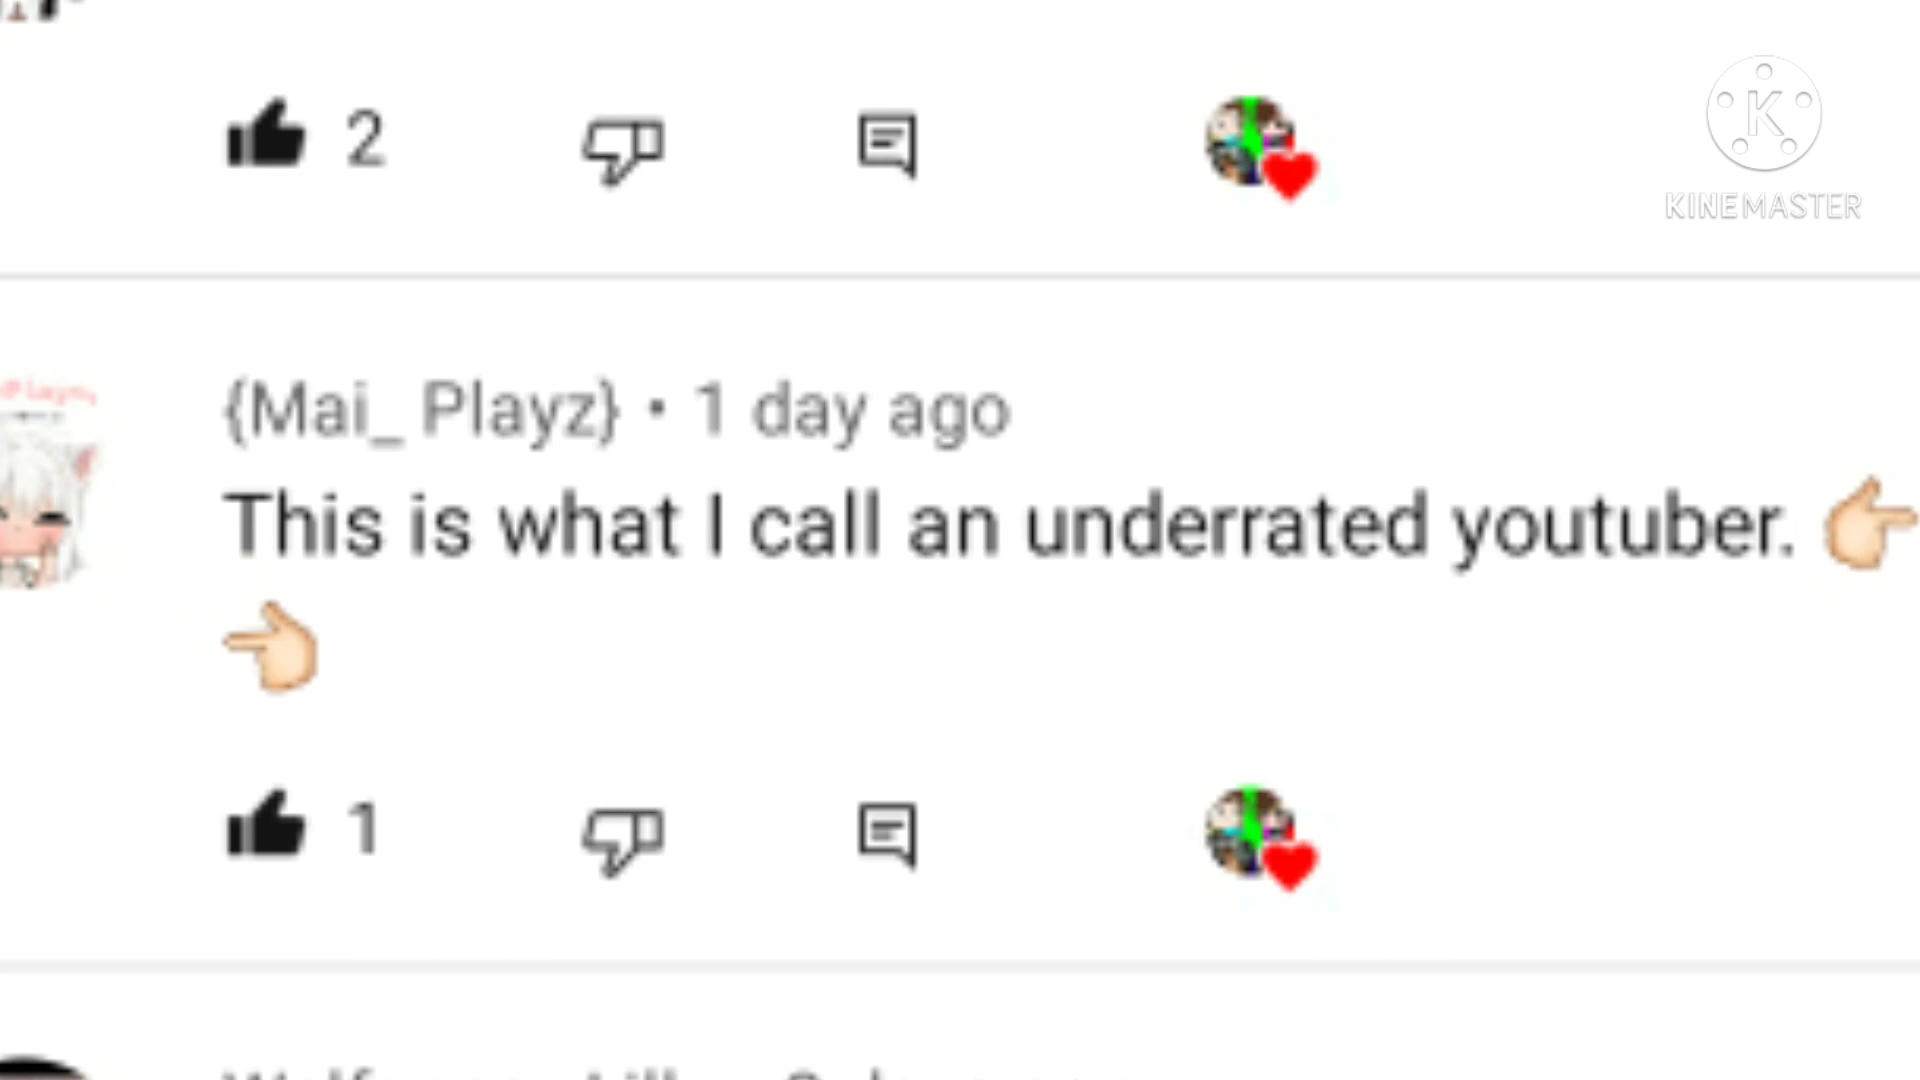 2
KINEMASTER
{Mai_ Playz} • 1 day ago
This is what I call an underrated youtuber. 👉🏻
👈🏻
1